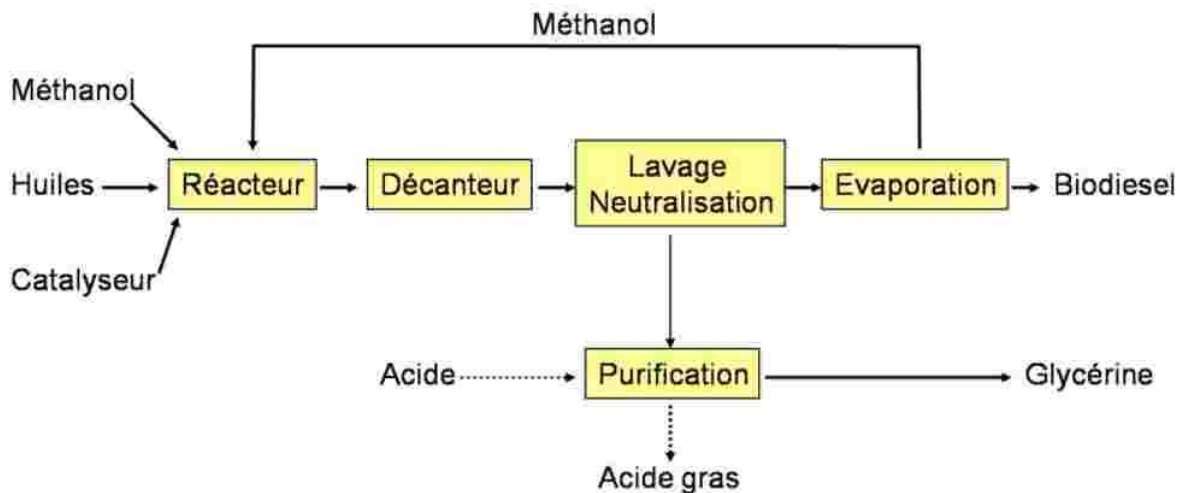 Méthanol
Méthanol
Huiles
Réacteur
Décanteur
Lavage
Neutralisation
Evaporation
Biodiesel
Catalyseur
Acide
Purification
Glycérine
Acide gras